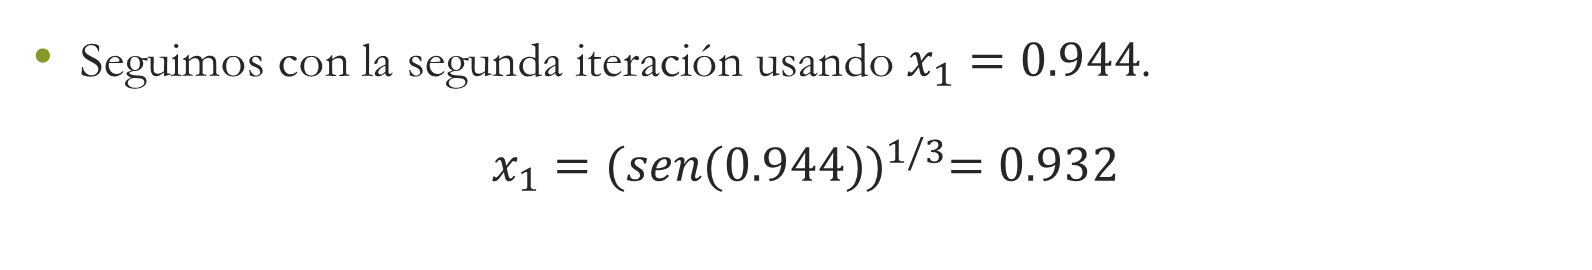 • Seguimos con la segunda iteración usando x₁ = 0.944.
x₁ = (sen(0.944))^{1/3} = 0.932